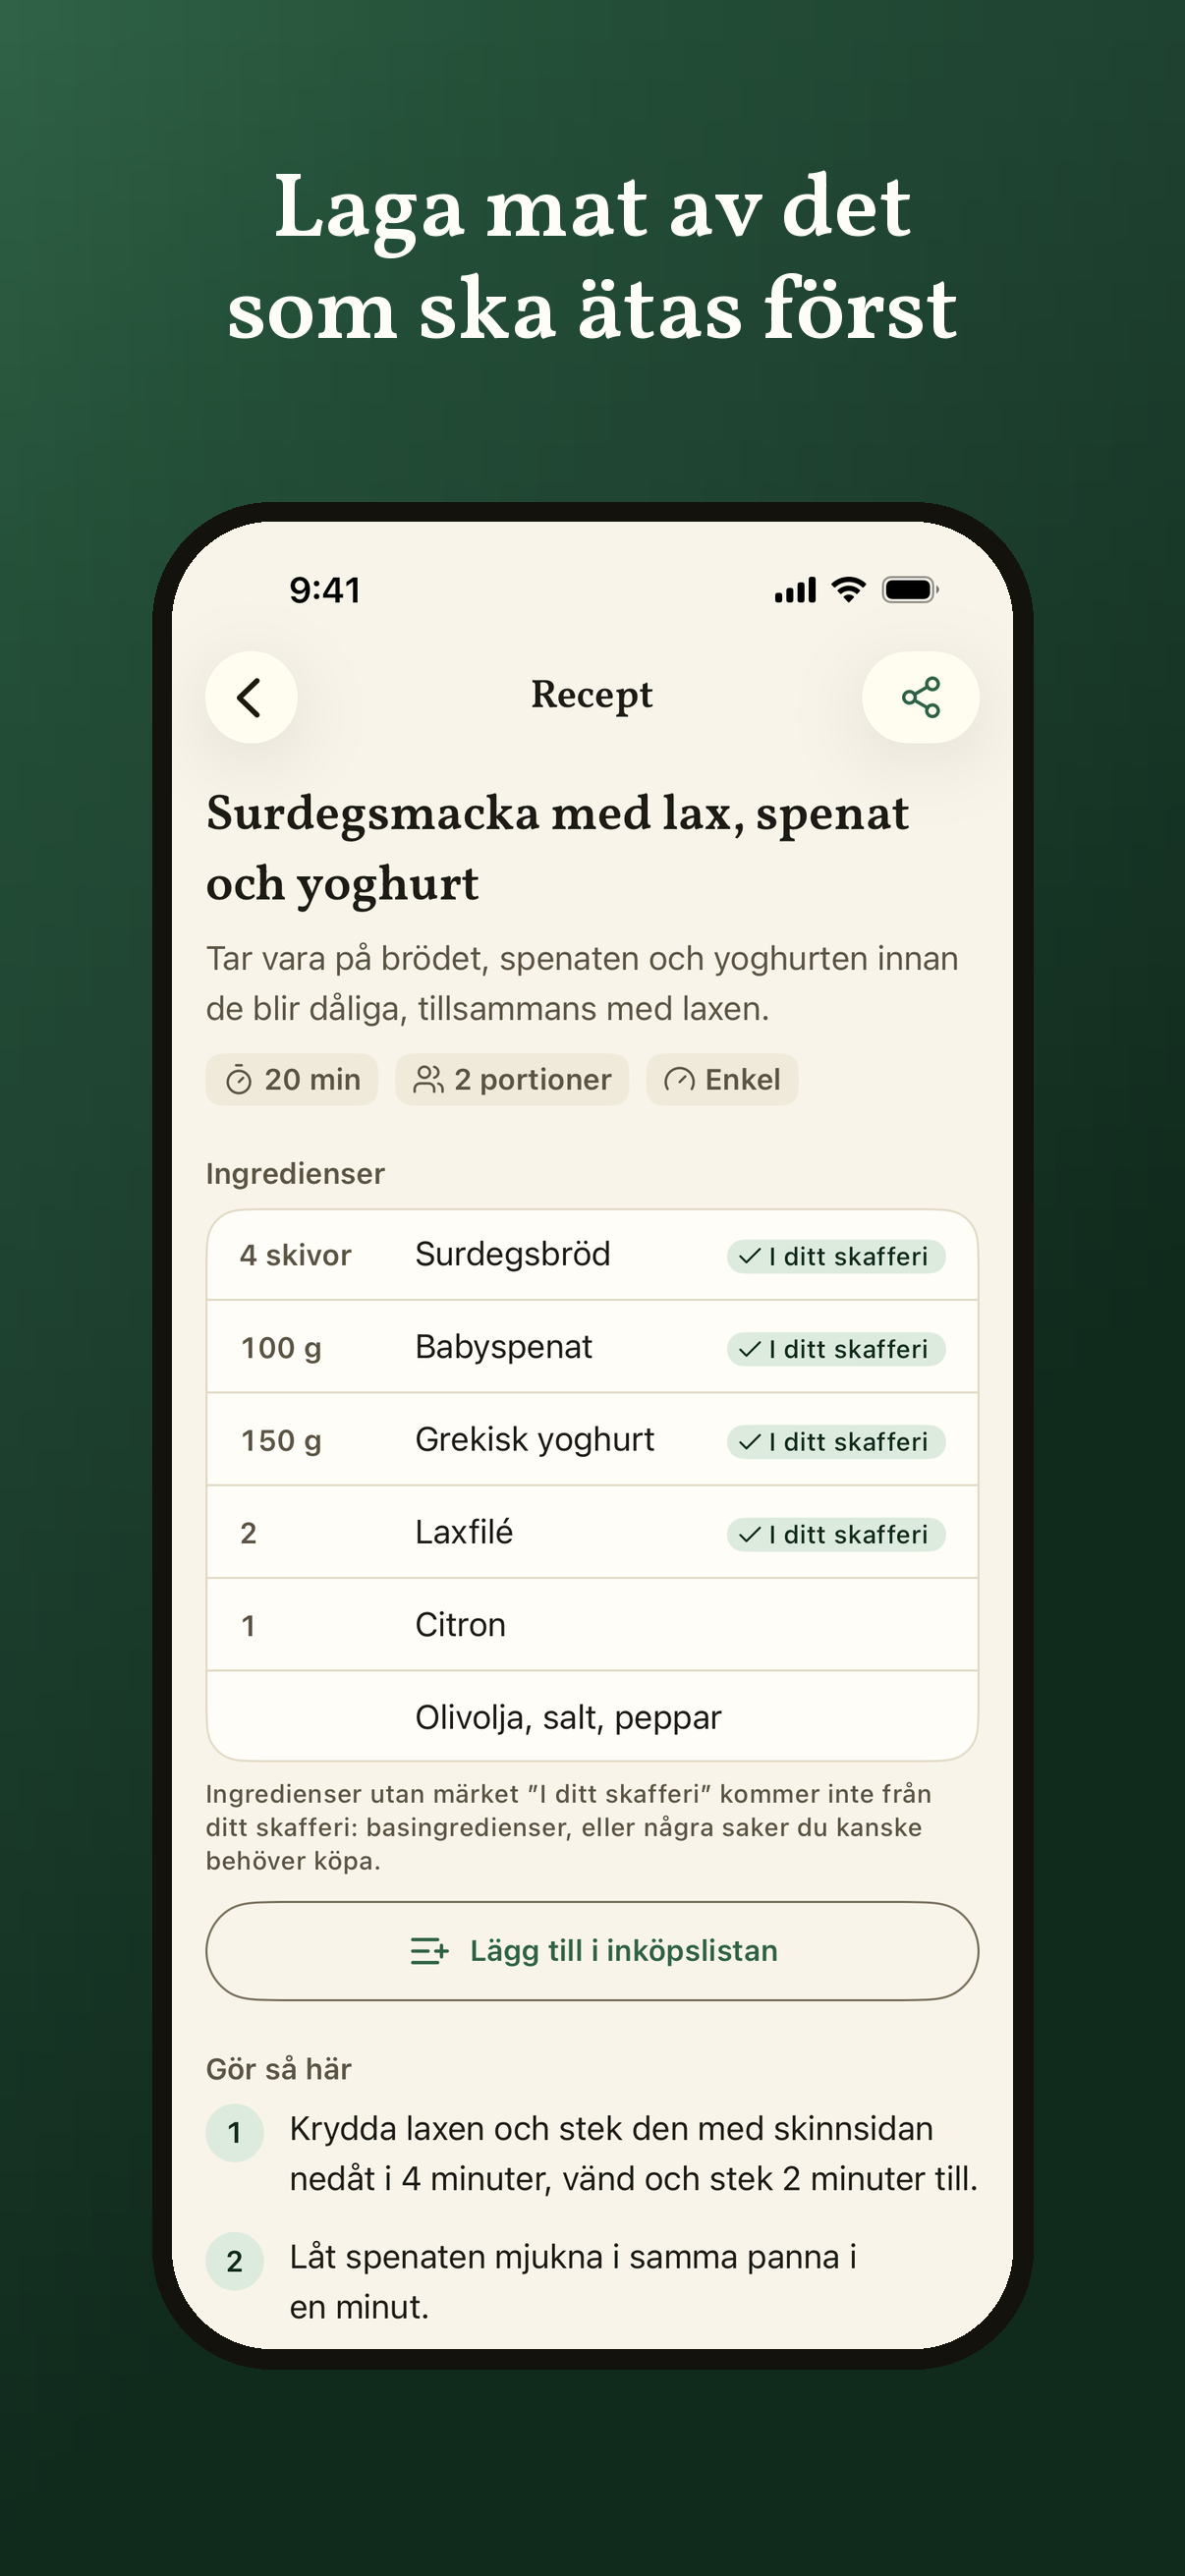 Laga mat av det
som ska ätas först
9:41
Recept
Surdegsmacka med lax, spenat
och yoghurt
Tar vara på brödet, spenaten och yoghurten innan
de blir dåliga, tillsammans med laxen.
20 min 2 portioner Enkel
Ingredienser
4 skivor Surdegsbröd I ditt skafferi
100 g Babyspenat I ditt skafferi
150 g Grekisk yoghurt I ditt skafferi
2 Laxfilé I ditt skafferi
1 Citron
Olivolja, salt, peppar
Ingredienser utan märket ”I ditt skafferi” kommer inte från
ditt skafferi: basingredienser, eller några saker du kanske
behöver köpa.
Lägg till i inköpslistan
Gör så här
1 Krydda laxen och stek den med skinnsidan
nedåt i 4 minuter, vänd och stek 2 minuter till.
2 Låt spenaten mjukna i samma panna i
en minut.